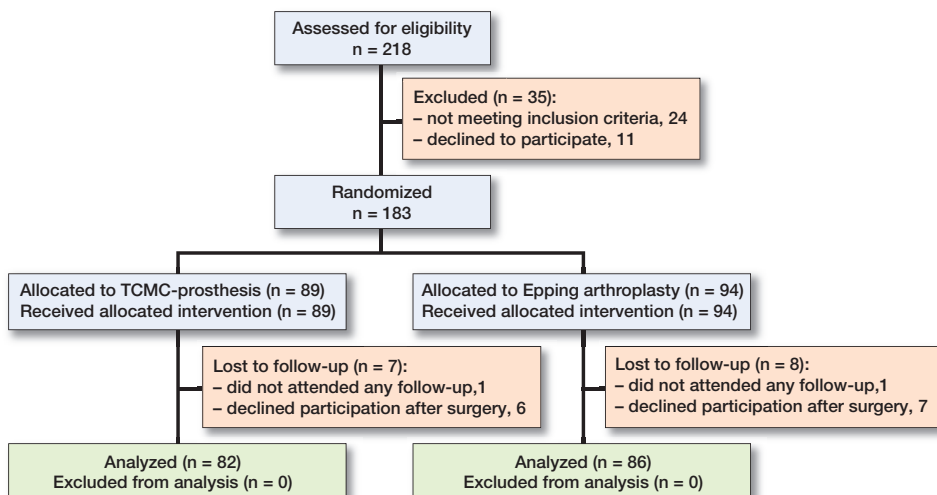 Assessed for eligibility
n = 218
Excluded (n = 35):
– not meeting inclusion criteria, 24
– declined to participate, 11
Randomized
n = 183
Allocated to TCMC-prosthesis (n = 89)
Received allocated intervention (n = 89)
Allocated to Epping arthroplasty (n = 94)
Received allocated intervention (n = 94)
Lost to follow-up (n = 7):
– did not attended any follow-up,1
– declined participation after surgery, 6
Lost to follow-up (n = 8):
– did not attended any follow-up,1
– declined participation after surgery, 7
Analyzed (n = 82)
Excluded from analysis (n = 0)
Analyzed (n = 86)
Excluded from analysis (n = 0)